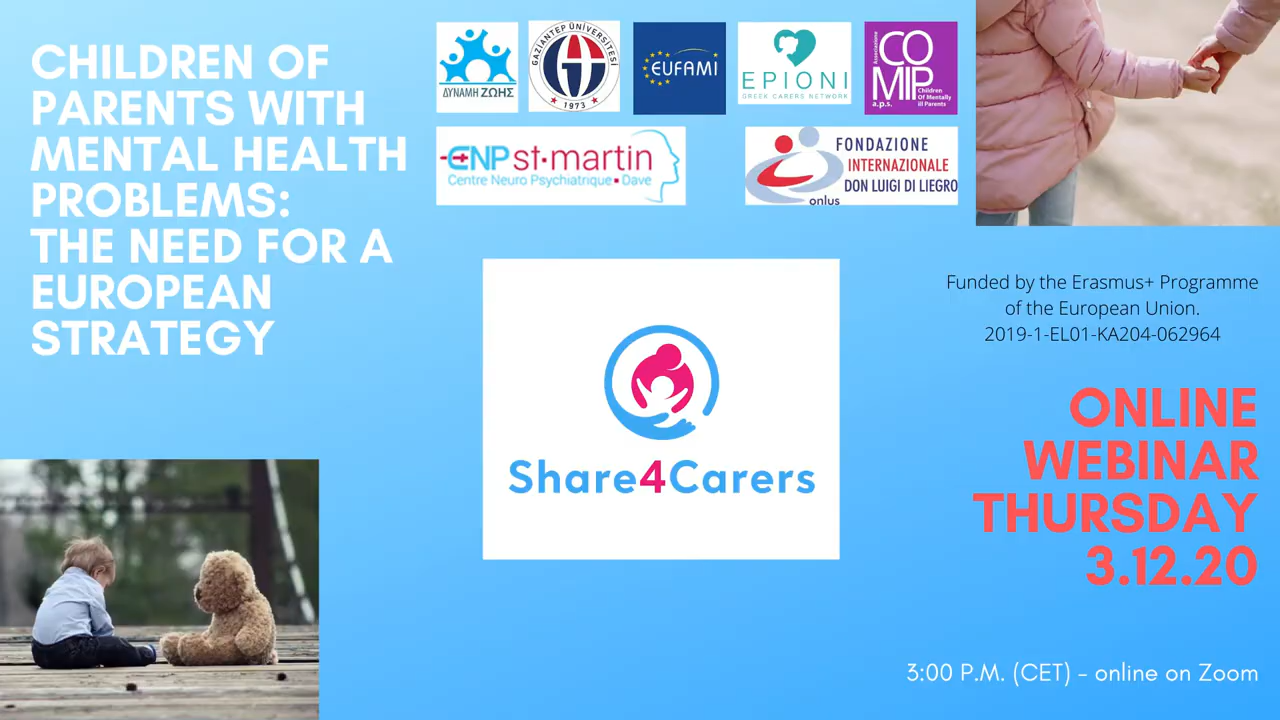 CHILDREN OF
PARENTS WITH
MENTAL HEALTH
PROBLEMS:
THE NEED FOR A
EUROPEAN
STRATEGY
ΔΥΝΑΜΗ ΖΩΗΣ
GAZİANTEP ÜNİVERSİTESİ
1973
EUFAMI
EPIONI
GREEK CARERS NETWORK
Associazione
CO
MIP
a.p.s.
Children
Of Mentally
ill Parents
CNP st·martin
Centre Neuro Psychiatrique ▪ Dave
FONDAZIONE
INTERNAZIONALE
DON LUIGI DI LIEGRO
onlus
Funded by the Erasmus+ Programme
of the European Union.
2019-1-EL01-KA204-062964
Share4Carers
ONLINE
WEBINAR
THURSDAY
3.12.20
3:00 P.M. (CET) - online on Zoom